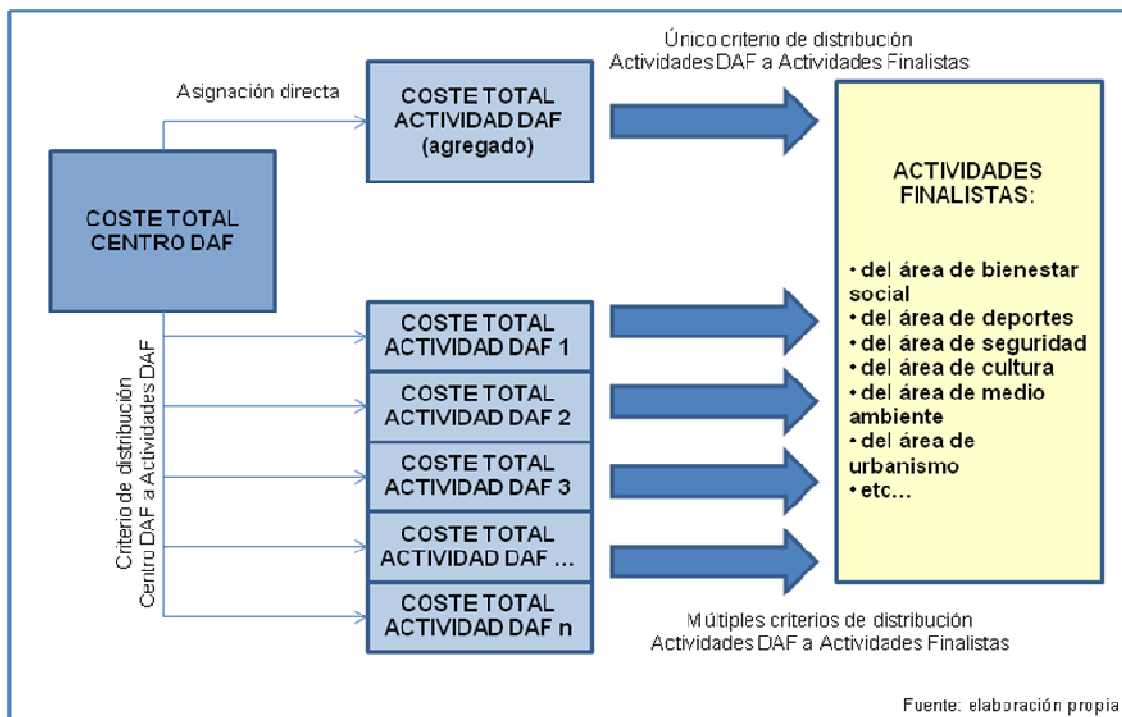 Único criterio de distribución
Actividades DAF a Actividades Finalistas
Asignación directa
COSTE TOTAL
ACTIVIDAD DAF
(agregado)
COSTE TOTAL
CENTRO DAF
Criterio de distribución
Centro DAF a Actividades DAF
COSTE TOTAL
ACTIVIDAD DAF 1
COSTE TOTAL
ACTIVIDAD DAF 2
COSTE TOTAL
ACTIVIDAD DAF 3
COSTE TOTAL
ACTIVIDAD DAF ...
COSTE TOTAL
ACTIVIDAD DAF n
ACTIVIDADES
FINALISTAS:
• del área de bienestar
social
• del área de deportes
• del área de seguridad
• del área de cultura
• del área de medio
ambiente
• del área de
urbanismo
• etc...
Múltiples criterios de distribución
Actividades DAF a Actividades Finalistas
Fuente: elaboración propia